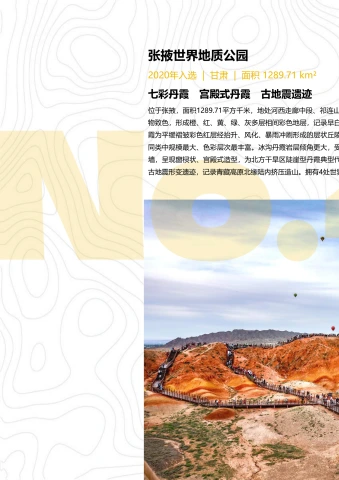 张掖世界地质公园
2020年入选 | 甘肃 | 面积 1289.71 km²
七彩丹霞 宫殿式丹霞 古地震遗迹
位于张掖，面积1289.71平方千米，地处河西走廊中段、祁连山
物致色，形成橙、红、黄、绿、灰多层相间彩色地层，记录早白
霞为平缓褶皱彩色红层经抬升、风化、暴雨冲刷形成的层状丘陵
同类中规模最大、色彩层次最丰富。冰沟丹霞岩层倾角更大，受
墙，呈现窗棂状、宫殿式造型，为北方干旱区陡崖型丹霞典型代
古地震形变遗迹，记录青藏高原北缘陆内挤压造山。拥有4处世界
NO.